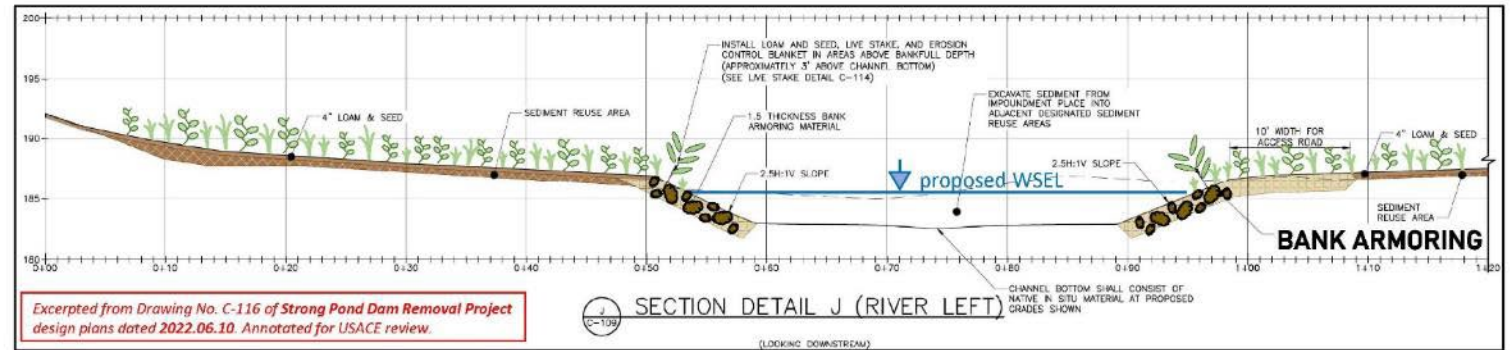 200
195
190
185
180
INSTALL LOAM AND SEED, LIVE STAKE, AND EROSION
CONTROL BLANKET IN AREAS ABOVE BANKFULL DEPTH
(APPROXIMATELY 3' ABOVE CHANNEL BOTTOM)
(SEE LIVE STAKE DETAIL C-114)
4" LOAM & SEED
SEDIMENT REUSE AREA
1.5 THICKNESS BANK
ARMORING MATERIAL
EXCAVATE SEDIMENT FROM
IMPOUNDMENT PLACE INTO
ADJACENT DESIGNATED SEDIMENT
REUSE AREAS
10' WIDTH FOR
ACCESS ROAD
4" LOAM & SEED
2.5H:1V SLOPE
proposed WSEL
2.5H:1V SLOPE
SEDIMENT
REUSE AREA
BANK ARMORING
0+00 0+10 0+20 0+30 0+40 0+50 0+60 0+70 0+80 0+90 1+00 1+10 1+20
CHANNEL BOTTOM SHALL CONSIST OF
NATIVE IN SITU MATERIAL AT PROPOSED
GRADES SHOWN
J
C-109
SECTION DETAIL J (RIVER LEFT)
(LOOKING DOWNSTREAM)
Excerpted from Drawing No. C-116 of Strong Pond Dam Removal Project
design plans dated 2022.06.10. Annotated for USACE review.